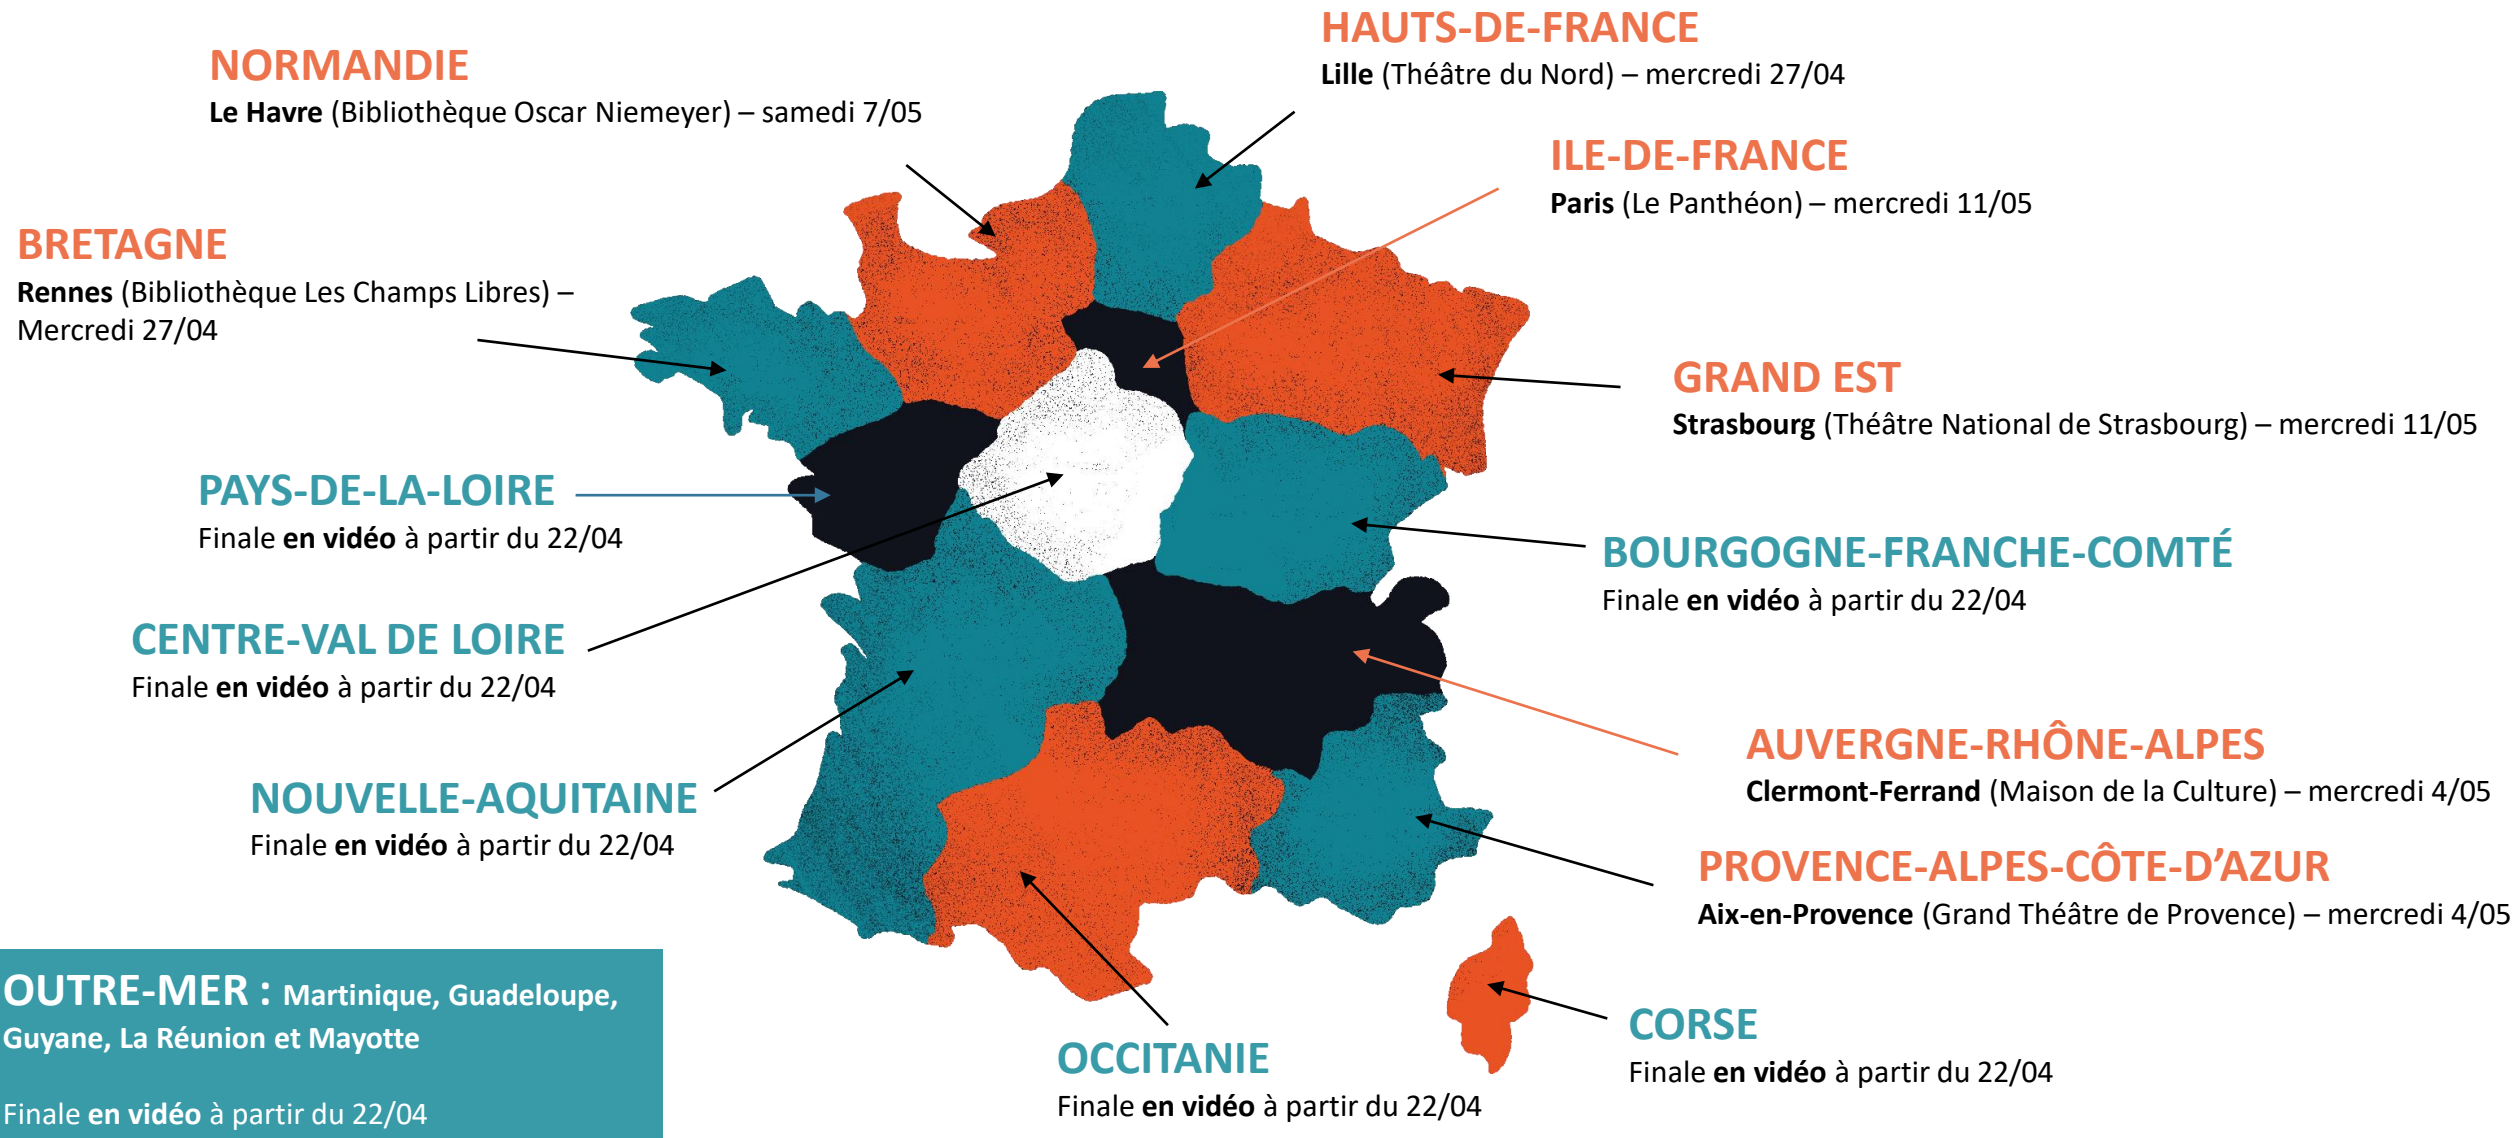 HAUTS-DE-FRANCE
Lille (Théâtre du Nord) – mercredi 27/04
NORMANDIE
Le Havre (Bibliothèque Oscar Niemeyer) – samedi 7/05
ILE-DE-FRANCE
Paris (Le Panthéon) – mercredi 11/05
BRETAGNE
Rennes (Bibliothèque Les Champs Libres) –
Mercredi 27/04
GRAND EST
Strasbourg (Théâtre National de Strasbourg) – mercredi 11/05
PAYS-DE-LA-LOIRE
Finale en vidéo à partir du 22/04
BOURGOGNE-FRANCHE-COMTÉ
Finale en vidéo à partir du 22/04
CENTRE-VAL DE LOIRE
Finale en vidéo à partir du 22/04
AUVERGNE-RHÔNE-ALPES
Clermont-Ferrand (Maison de la Culture) – mercredi 4/05
NOUVELLE-AQUITAINE
Finale en vidéo à partir du 22/04
PROVENCE-ALPES-CÔTE-D’AZUR
Aix-en-Provence (Grand Théâtre de Provence) – mercredi 4/05
OUTRE-MER : Martinique, Guadeloupe,
Guyane, La Réunion et Mayotte
Finale en vidéo à partir du 22/04
CORSE
Finale en vidéo à partir du 22/04
OCCITANIE
Finale en vidéo à partir du 22/04